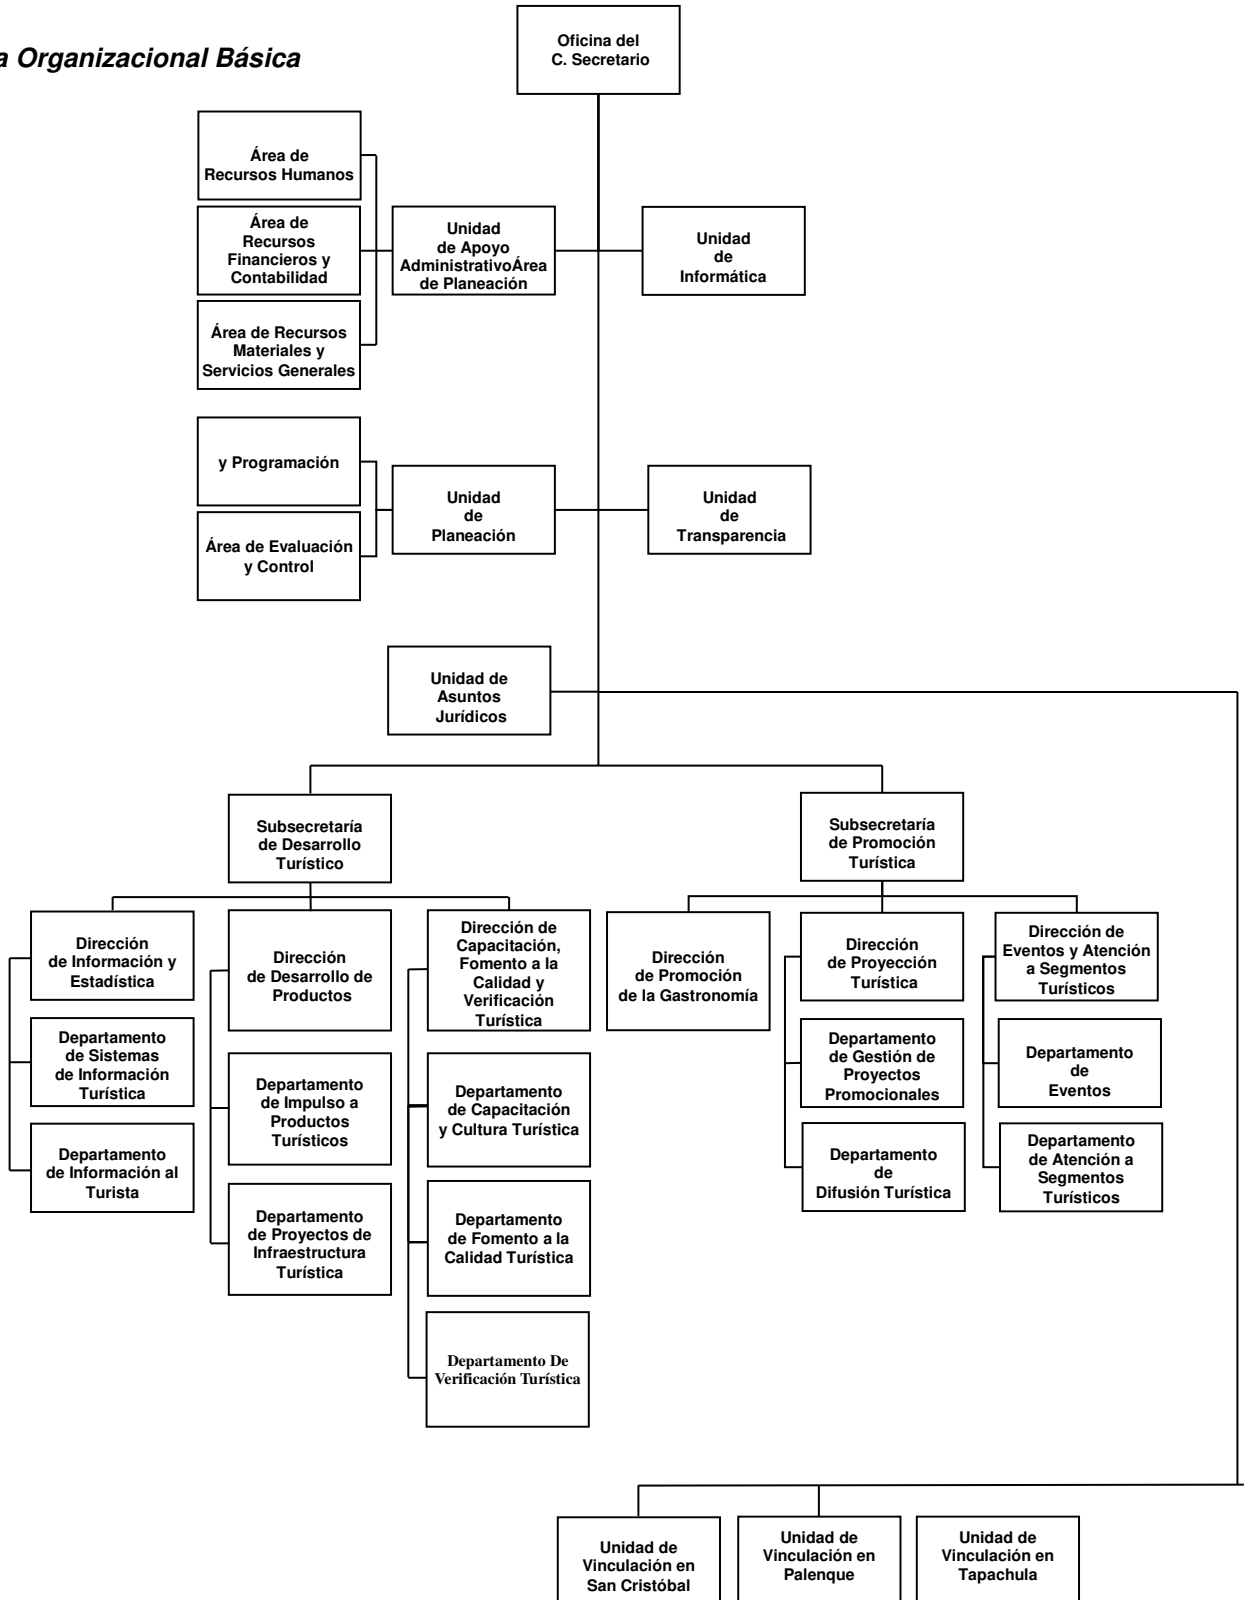 a Organizacional Básica
Oficina del
C. Secretario
Área de
Recursos Humanos
Área de
Recursos
Financieros y
Contabilidad
Área de Recursos
Materiales y
Servicios Generales
Unidad
de Apoyo
AdministrativoÁrea
de Planeación
Unidad
de
Informática
y Programación
Área de Evaluación
y Control
Unidad
de
Planeación
Unidad
de
Transparencia
Unidad de
Asuntos
Jurídicos
Subsecretaría
de Desarrollo
Turístico
Subsecretaría
de Promoción
Turística
Dirección
de Información y
Estadística
Departamento
de Sistemas
de Información
Turística
Departamento
de Información al
Turista
Dirección
de Desarrollo de
Productos
Departamento
de Impulso a
Productos
Turísticos
Departamento
de Proyectos de
Infraestructura
Turística
Dirección de
Capacitación,
Fomento a la
Calidad y
Verificación
Turística
Departamento
de Capacitación
y Cultura Turística
Departamento
de Fomento a la
Calidad Turística
Departamento De
Verificación Turística
Dirección
de Promoción
de la Gastronomía
Dirección
de Proyección
Turística
Departamento
de Gestión de
Proyectos
Promocionales
Departamento
de
Difusión Turística
Dirección de
Eventos y Atención
a Segmentos
Turísticos
Departamento
de
Eventos
Departamento
de Atención a
Segmentos
Turísticos
Unidad de
Vinculación en
San Cristóbal
Unidad de
Vinculación en
Palenque
Unidad de
Vinculación en
Tapachula